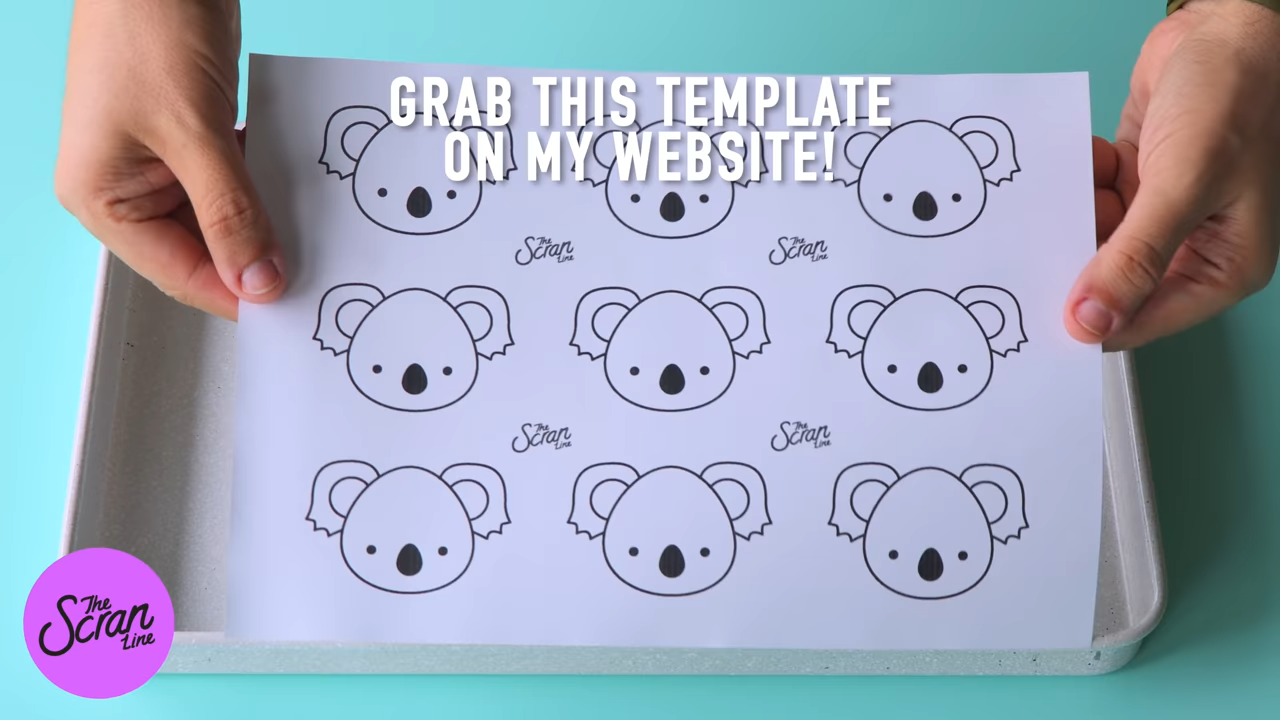 GRAB THIS TEMPLATE
ON MY WEBSITE!
The
Scran
Line
The
Scran
Line
The
Scran
Line
The
Scran
Line
The
Scran
Line